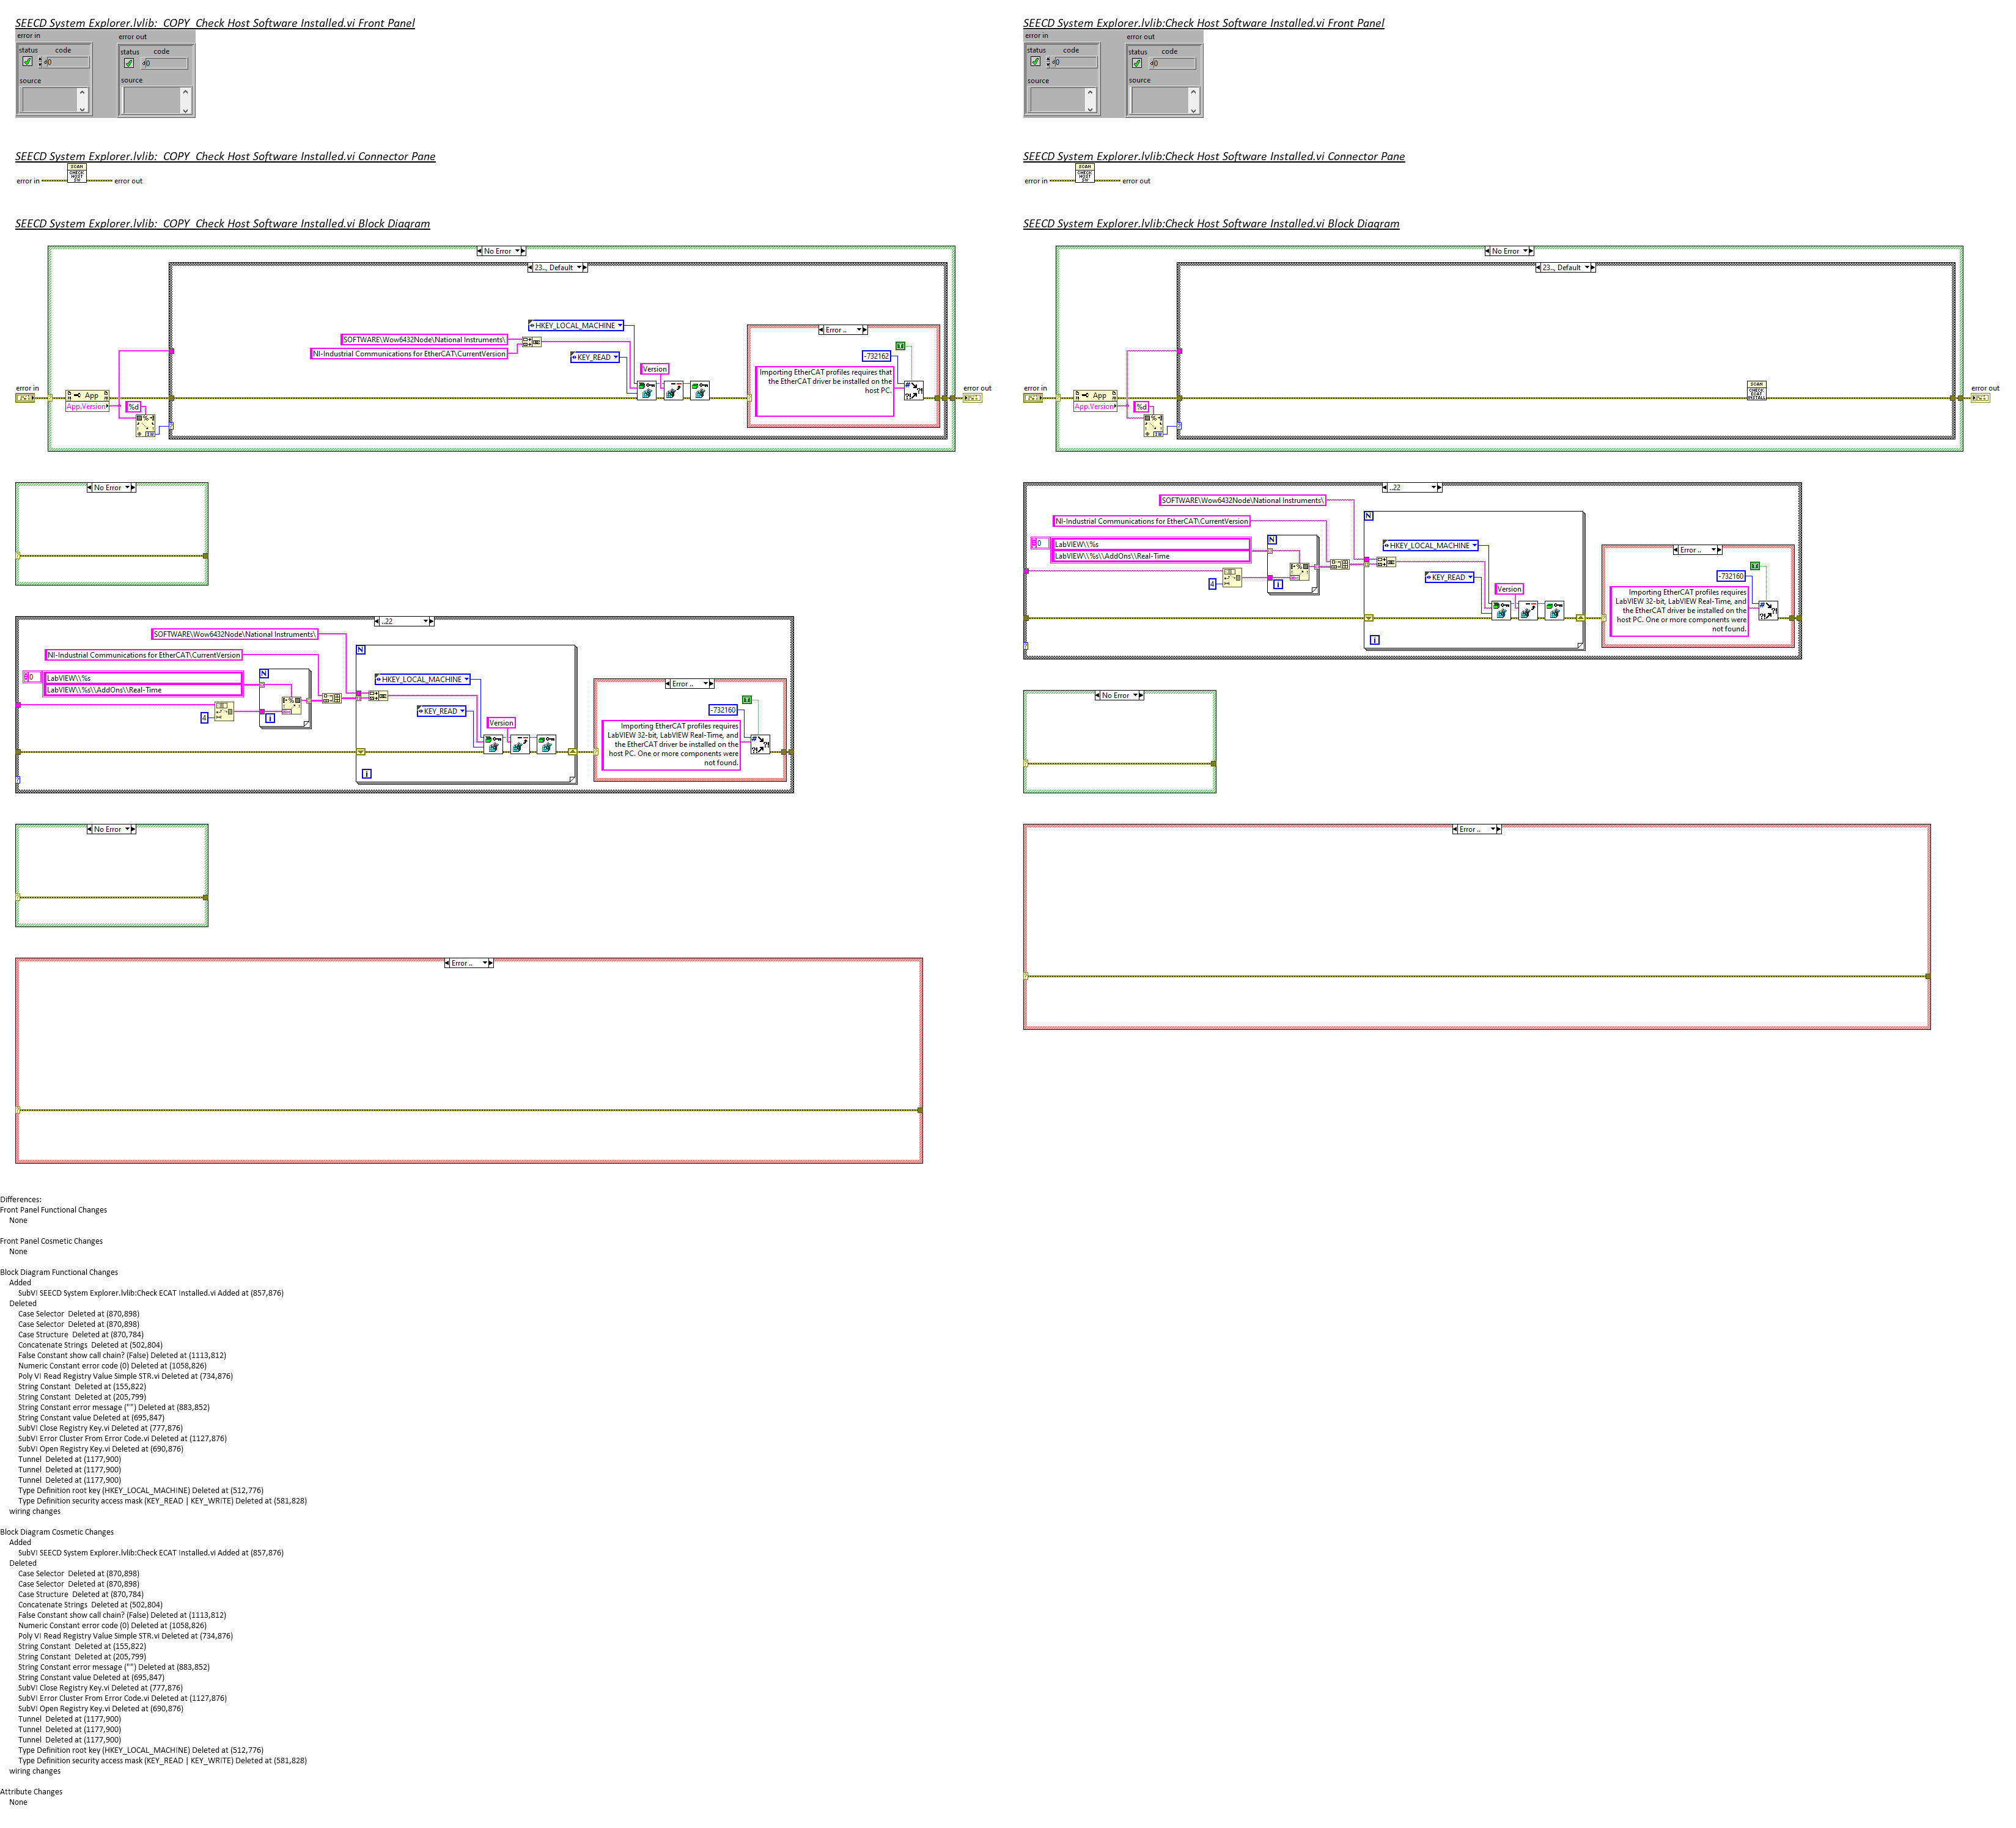 SEECD System Explorer.lvlib:_COPY_Check Host Software Installed.vi Front Panel
error in
error out
status code
status code
0
0
source
source
SEECD System Explorer.lvlib:_COPY_Check Host Software Installed.vi Connector Pane
SCAN
CHECK
HOST
SW
error in
error out
SEECD System Explorer.lvlib:_COPY_Check Host Software Installed.vi Block Diagram
No Error
23.., Default
HKEY_LOCAL_MACHINE
SOFTWARE\Wow6432Node\National Instruments\
NI-Industrial Communications for EtherCAT\CurrentVersion
KEY_READ
Version
Error ..
-732162
Importing EtherCAT profiles requires that
the EtherCAT driver be installed on the
host PC.
error in
App
App.Version
%d
error out
No Error
..22
SOFTWARE\Wow6432Node\National Instruments\
NI-Industrial Communications for EtherCAT\CurrentVersion
0
LabVIEW\\%s
LabVIEW\\%s\\AddOns\\Real-Time
N
4
i
N
HKEY_LOCAL_MACHINE
KEY_READ
Version
i
Error ..
-732160
Importing EtherCAT profiles requires
LabVIEW 32-bit, LabVIEW Real-Time, and
the EtherCAT driver be installed on the
host PC. One or more components were
not found.
No Error
Error ..
SEECD System Explorer.lvlib:Check Host Software Installed.vi Front Panel
error in
error out
status code
status code
0
0
source
source
SEECD System Explorer.lvlib:Check Host Software Installed.vi Connector Pane
SCAN
CHECK
HOST
SW
error in
error out
SEECD System Explorer.lvlib:Check Host Software Installed.vi Block Diagram
No Error
23.., Default
error in
App
App.Version
%d
SCAN
CHECK
ECAT
INSTALL
error out
..22
SOFTWARE\Wow6432Node\National Instruments\
NI-Industrial Communications for EtherCAT\CurrentVersion
0
LabVIEW\\%s
LabVIEW\\%s\\AddOns\\Real-Time
N
4
i
N
HKEY_LOCAL_MACHINE
KEY_READ
Version
i
Error ..
-732160
Importing EtherCAT profiles requires
LabVIEW 32-bit, LabVIEW Real-Time, and
the EtherCAT driver be installed on the
host PC. One or more components were
not found.
No Error
Error ..
Differences:
Front Panel Functional Changes
None
Front Panel Cosmetic Changes
None
Block Diagram Functional Changes
Added
SubVI SEECD System Explorer.lvlib:Check ECAT Installed.vi Added at (857,876)
Deleted
Case Selector  Deleted at (870,898)
Case Selector  Deleted at (870,898)
Case Structure  Deleted at (870,784)
Concatenate Strings  Deleted at (502,804)
False Constant show call chain? (False) Deleted at (1113,812)
Numeric Constant error code (0) Deleted at (1058,826)
Poly VI Read Registry Value Simple STR.vi Deleted at (734,876)
String Constant  Deleted at (155,822)
String Constant  Deleted at (205,799)
String Constant error message ("") Deleted at (883,852)
String Constant value Deleted at (695,847)
SubVI Close Registry Key.vi Deleted at (777,876)
SubVI Error Cluster From Error Code.vi Deleted at (1127,876)
SubVI Open Registry Key.vi Deleted at (690,876)
Tunnel  Deleted at (1177,900)
Tunnel  Deleted at (1177,900)
Tunnel  Deleted at (1177,900)
Type Definition root key (HKEY_LOCAL_MACHINE) Deleted at (512,776)
Type Definition security access mask (KEY_READ | KEY_WRITE) Deleted at (581,828)
wiring changes
Block Diagram Cosmetic Changes
Added
SubVI SEECD System Explorer.lvlib:Check ECAT Installed.vi Added at (857,876)
Deleted
Case Selector  Deleted at (870,898)
Case Selector  Deleted at (870,898)
Case Structure  Deleted at (870,784)
Concatenate Strings  Deleted at (502,804)
False Constant show call chain? (False) Deleted at (1113,812)
Numeric Constant error code (0) Deleted at (1058,826)
Poly VI Read Registry Value Simple STR.vi Deleted at (734,876)
String Constant  Deleted at (155,822)
String Constant  Deleted at (205,799)
String Constant error message ("") Deleted at (883,852)
String Constant value Deleted at (695,847)
SubVI Close Registry Key.vi Deleted at (777,876)
SubVI Error Cluster From Error Code.vi Deleted at (1127,876)
SubVI Open Registry Key.vi Deleted at (690,876)
Tunnel  Deleted at (1177,900)
Tunnel  Deleted at (1177,900)
Tunnel  Deleted at (1177,900)
Type Definition root key (HKEY_LOCAL_MACHINE) Deleted at (512,776)
Type Definition security access mask (KEY_READ | KEY_WRITE) Deleted at (581,828)
wiring changes
Attribute Changes
None